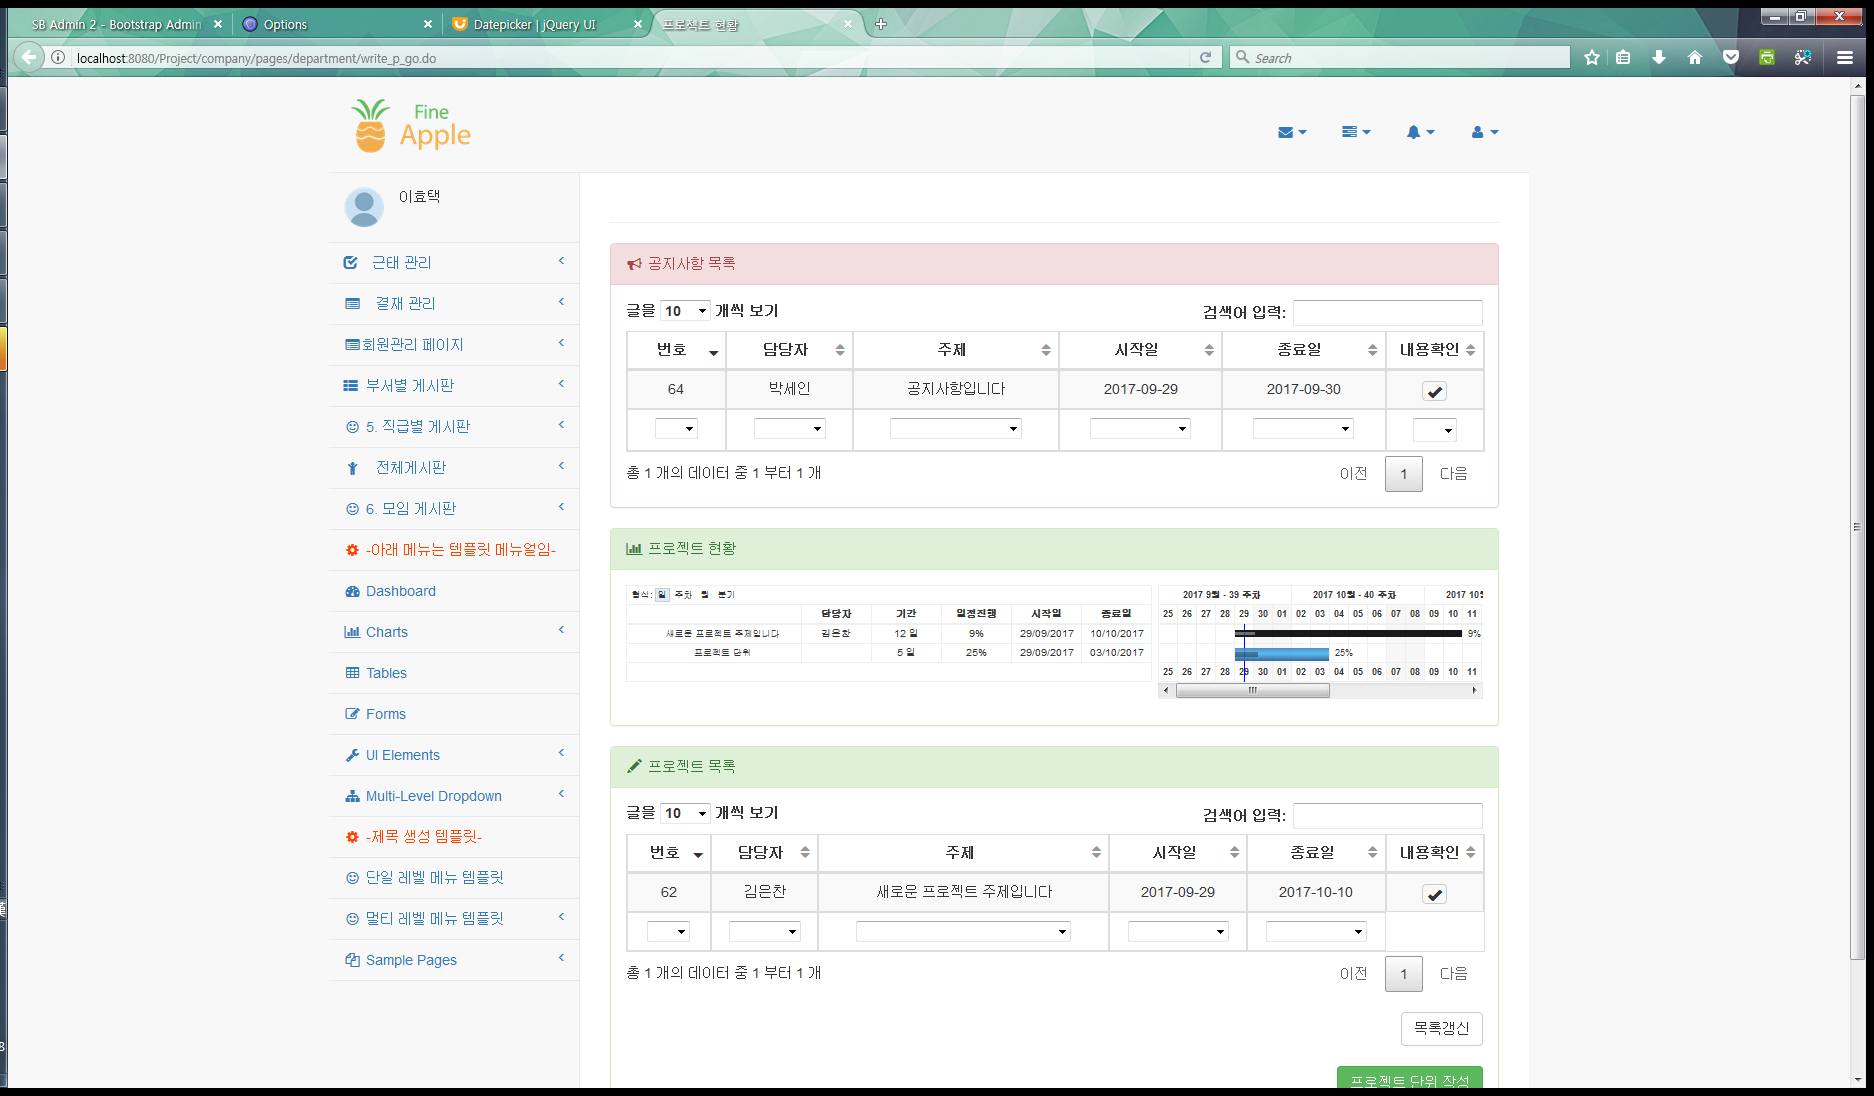 SB Admin 2 - Bootstrap Admin
Options
Datepicker | jQuery UI
프로젝트 현황
localhost:8080/Project/company/pages/department/write_p_go.do
Search
Fine
Apple
이효택
근태 관리
결재 관리
회원관리 페이지
부서별 게시판
5. 직급별 게시판
전체게시판
6. 모임 게시판
-아래 메뉴는 템플릿 메뉴얼임-
Dashboard
Charts
Tables
Forms
UI Elements
Multi-Level Dropdown
-제목 생성 템플릿-
단일 레벨 메뉴 템플릿
멀티 레벨 메뉴 템플릿
Sample Pages
공지사항 목록
글을 10 개씩 보기 검색어 입력:
번호 담당자 주제 시작일 종료일 내용확인
64 박세인 공지사항입니다 2017-09-29 2017-09-30
총 1 개의 데이터 중 1 부터 1 개 이전 1 다음
프로젝트 현황
형식: 일 주차 월 분기 2017 9월 - 39 주차 2017 10월 - 40 주차
담당자 기간 일정진행 시작일 종료일 25 26 27 28 29 30 01 02 03 04 05 06 07 08 09 10 11
새로운 프로젝트 주제입니다 김은찬 12 일 9% 29/09/2017 10/10/2017 9%
프로젝트 단위 5 일 25% 29/09/2017 03/10/2017 25%
25 26 27 28 29 30 01 02 03 04 05 06 07 08 09 10 11
프로젝트 목록
글을 10 개씩 보기 검색어 입력:
번호 담당자 주제 시작일 종료일 내용확인
62 김은찬 새로운 프로젝트 주제입니다 2017-09-29 2017-10-10
총 1 개의 데이터 중 1 부터 1 개 이전 1 다음
목록갱신
프로젝트 단위 작성